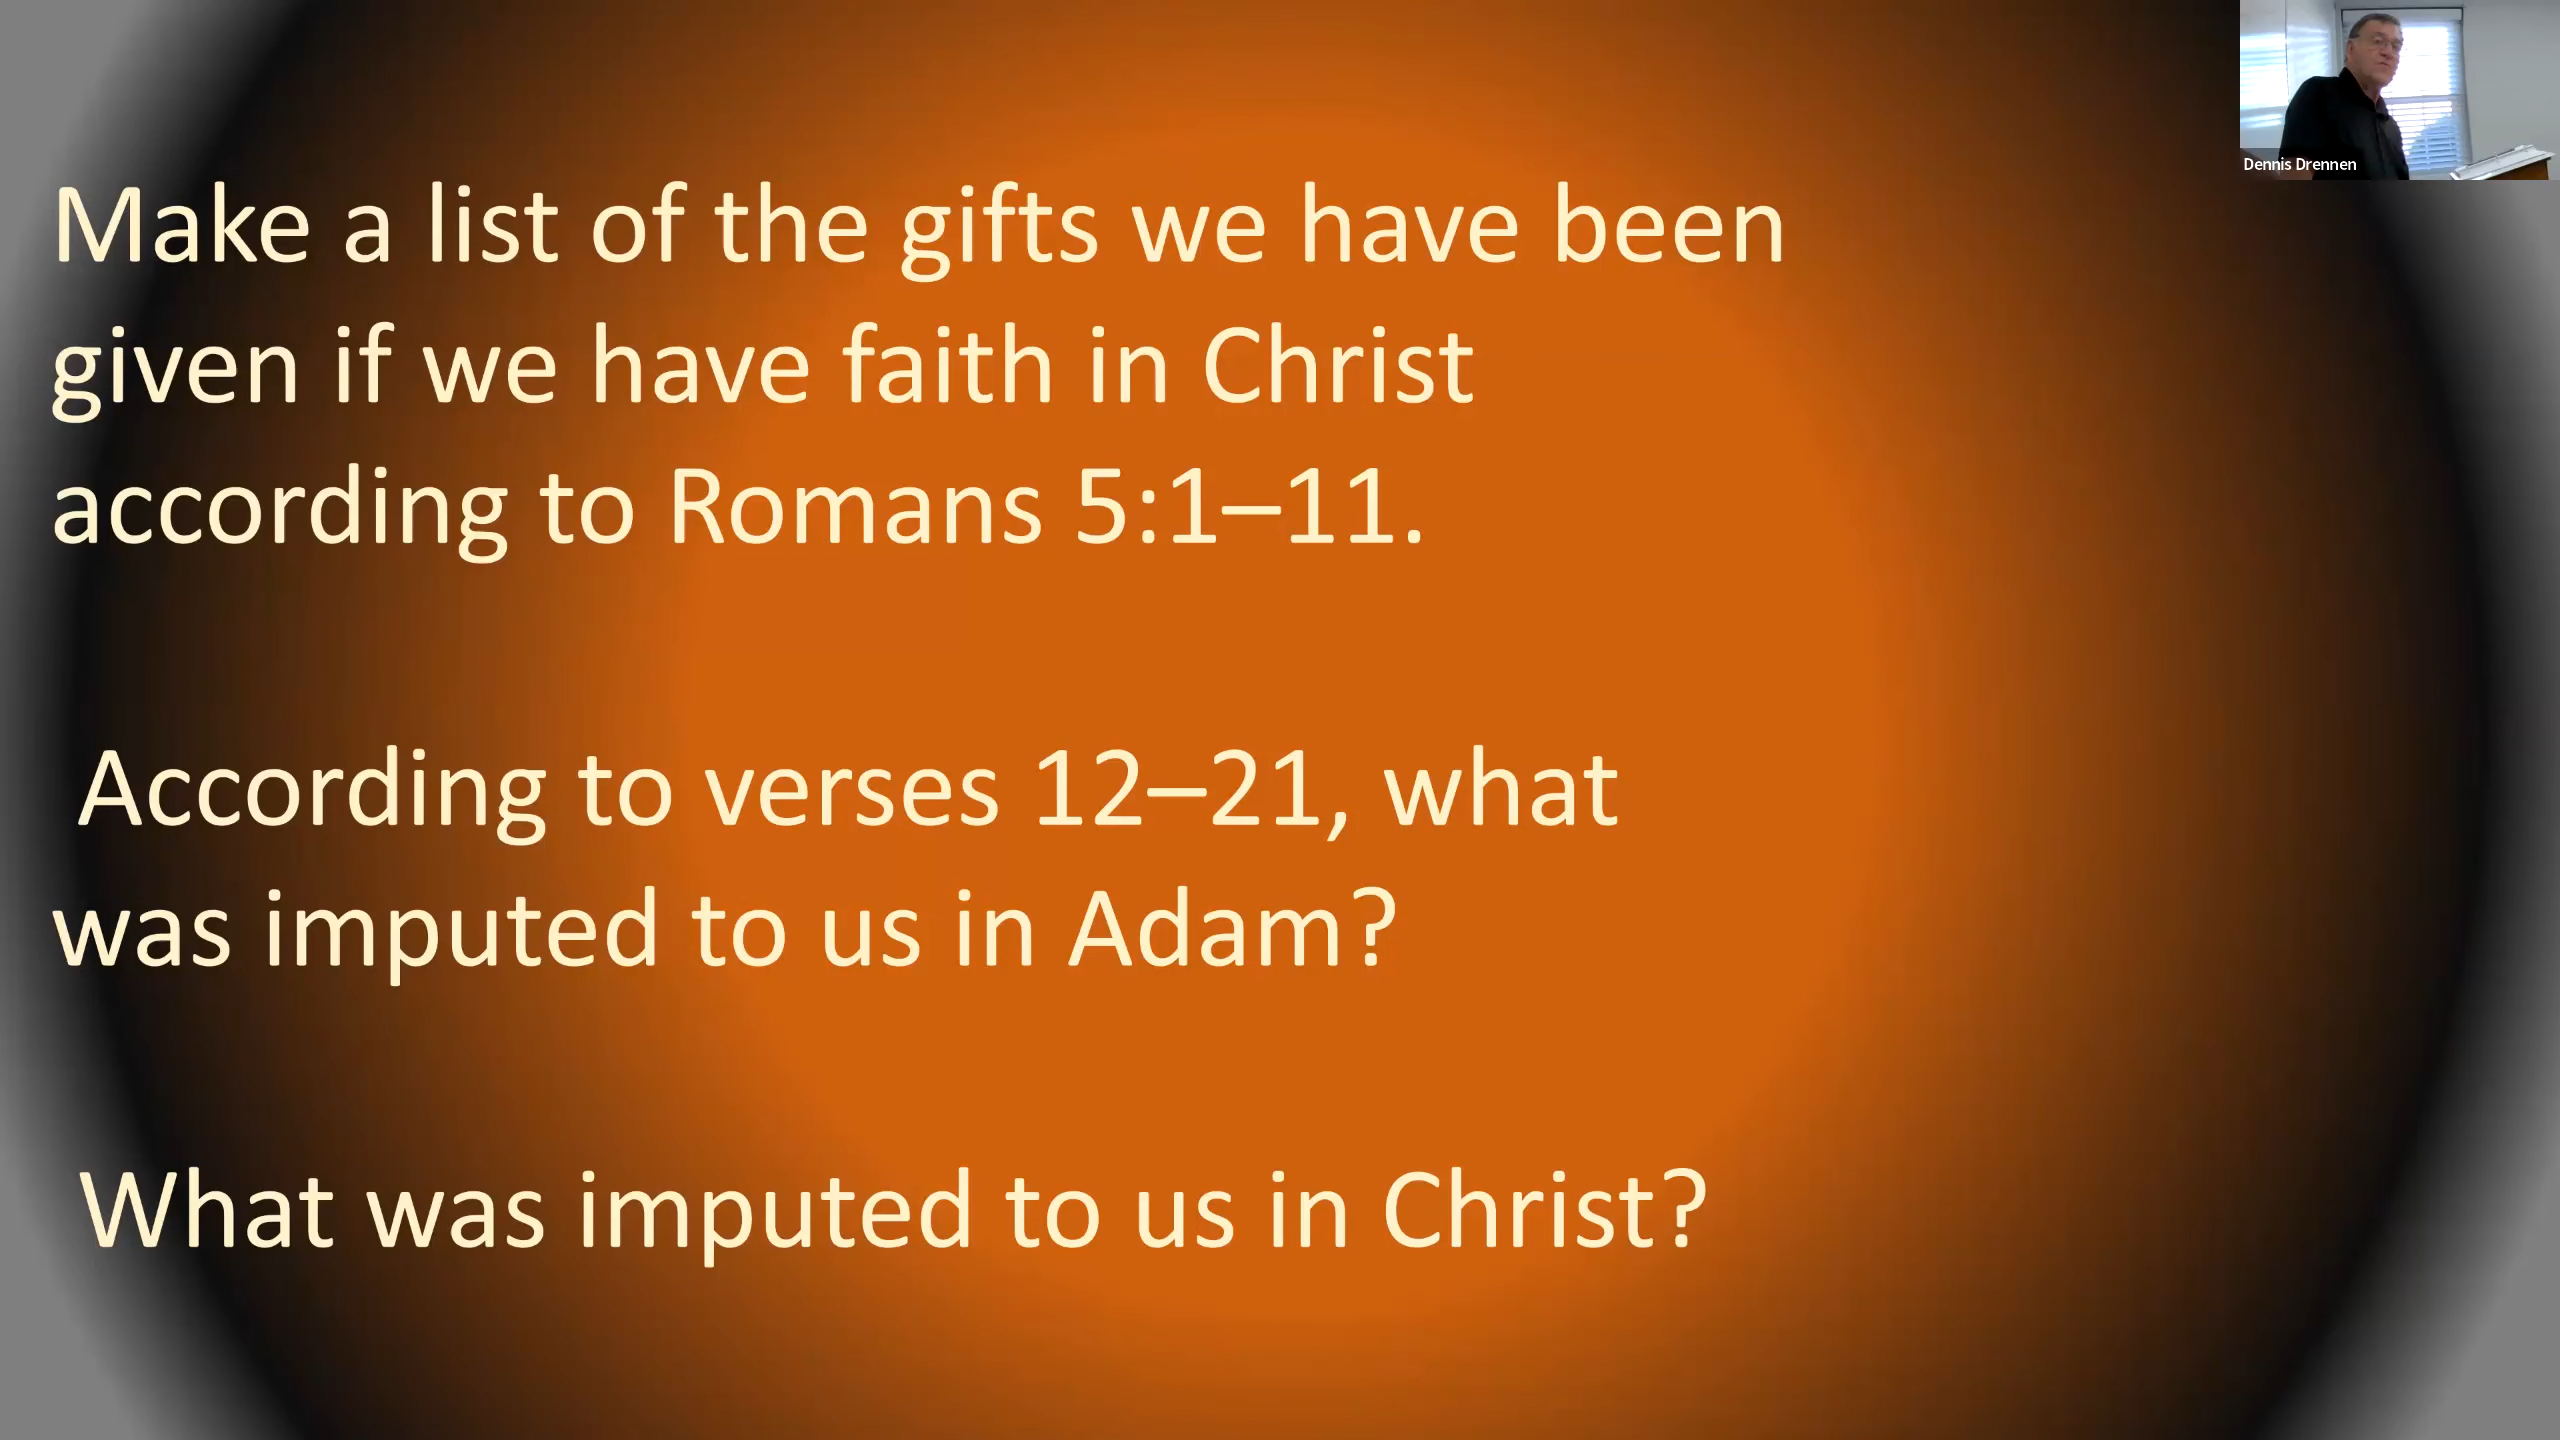 Dennis Drennen
Make a list of the gifts we have been
given if we have faith in Christ
according to Romans 5:1–11.
According to verses 12–21, what
was imputed to us in Adam?
What was imputed to us in Christ?